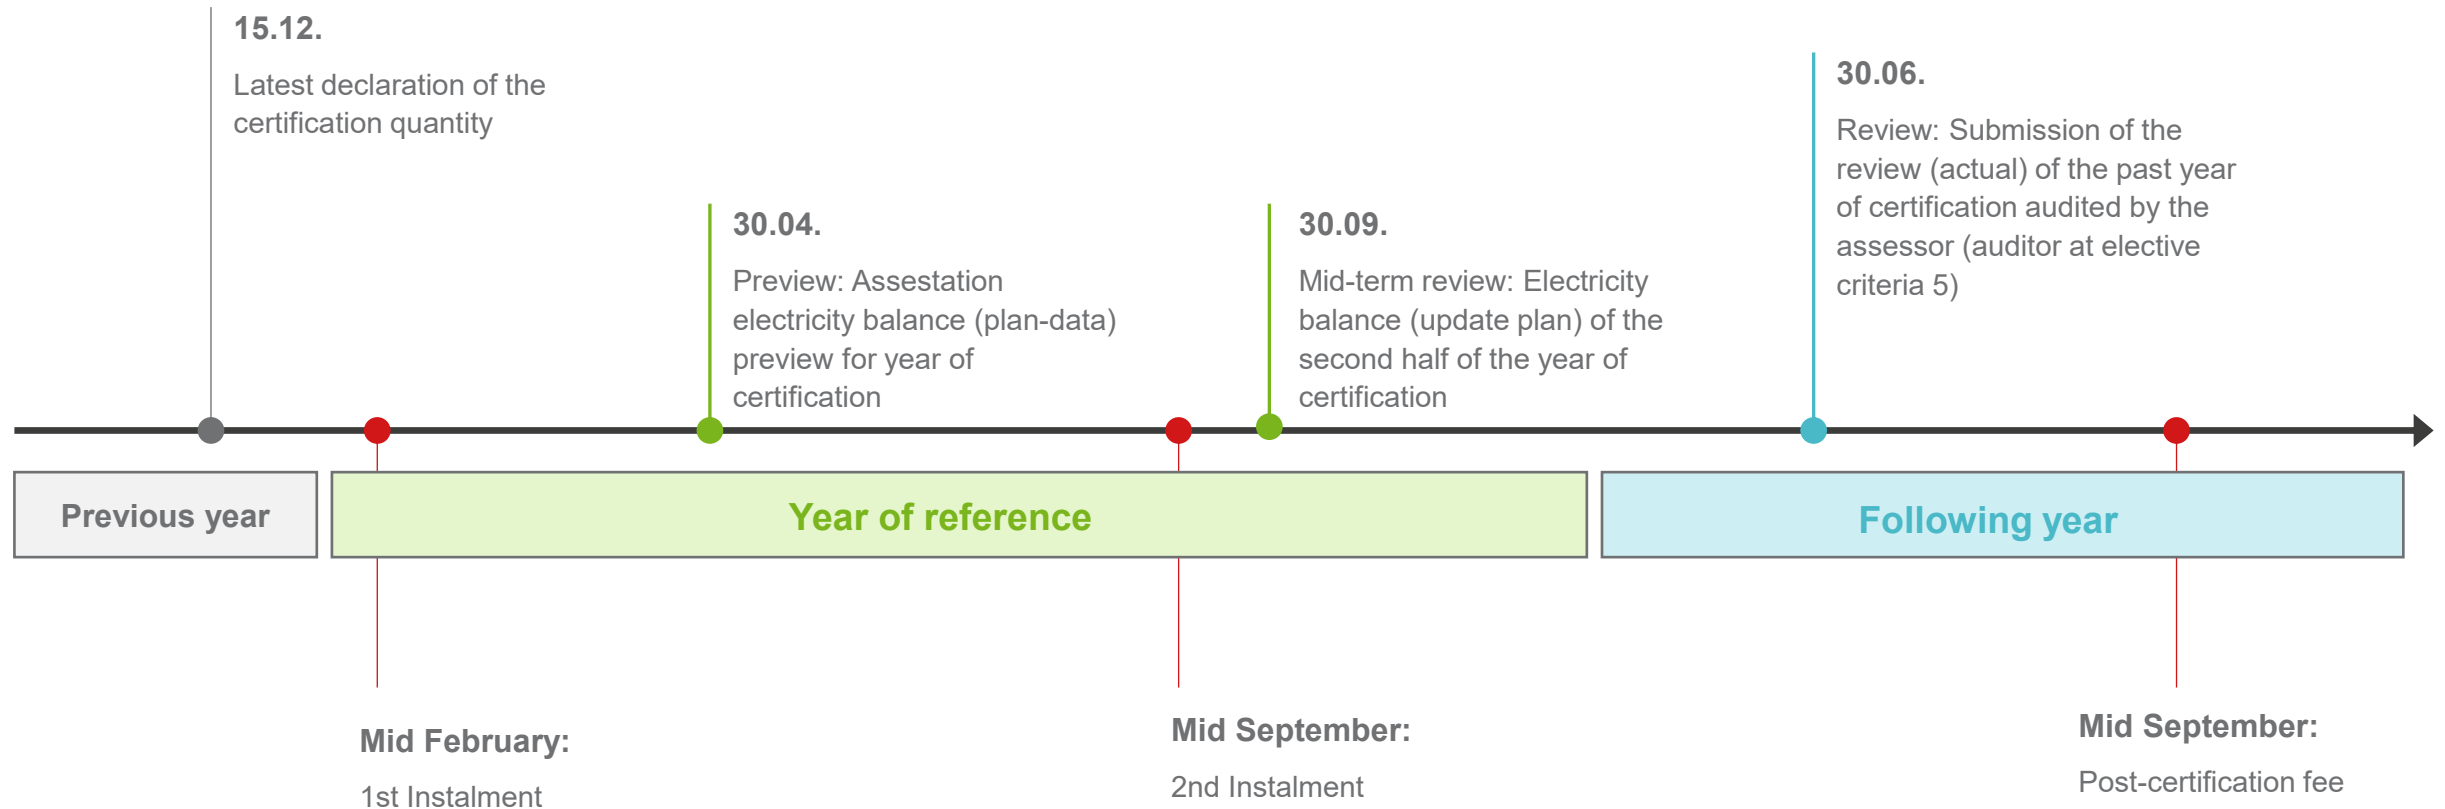 15.12.
Latest declaration of the
certification quantity
30.04.
Preview: Assestation
electricity balance (plan-data)
preview for year of
certification
30.09.
Mid-term review: Electricity
balance (update plan) of the
second half of the year of
certification
30.06.
Review: Submission of the
review (actual) of the past year
of certification audited by the
assessor (auditor at elective
criteria 5)
Previous year
Year of reference
Following year
Mid February:
1st Instalment
Mid September:
2nd Instalment
Mid September:
Post-certification fee